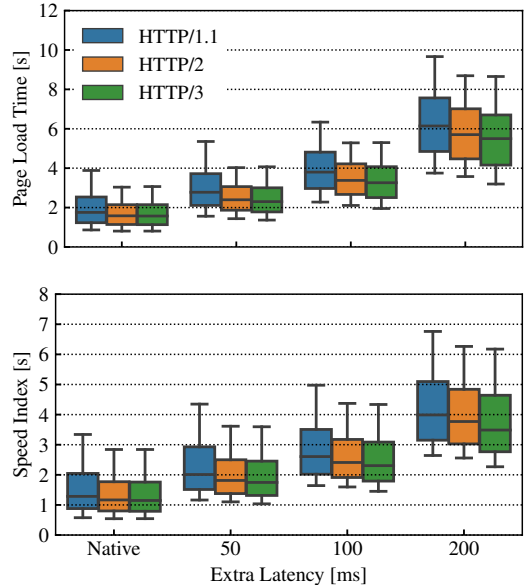 12
10
8
6
4
2
0
Page Load Time [s]
HTTP/1.1
HTTP/2
HTTP/3
8
7
6
5
4
3
2
1
0
Speed Index [s]
Native 50 100 200
Extra Latency [ms]